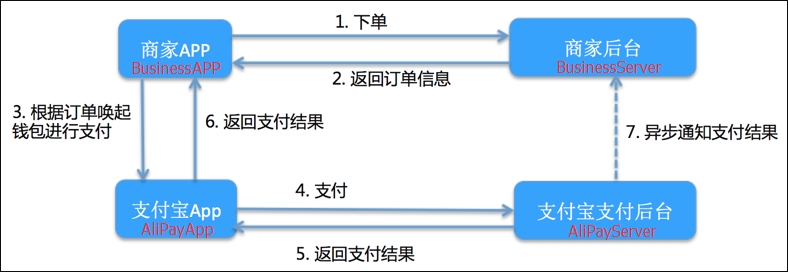 1. 下单
商家APP
BusinessAPP
商家后台
BusinessServer
2. 返回订单信息
3. 根据订单唤起
钱包进行支付
6. 返回支付结果
7. 异步通知支付结果
4. 支付
支付宝App
AliPayApp
支付宝支付后台
AliPayServer
5. 返回支付结果